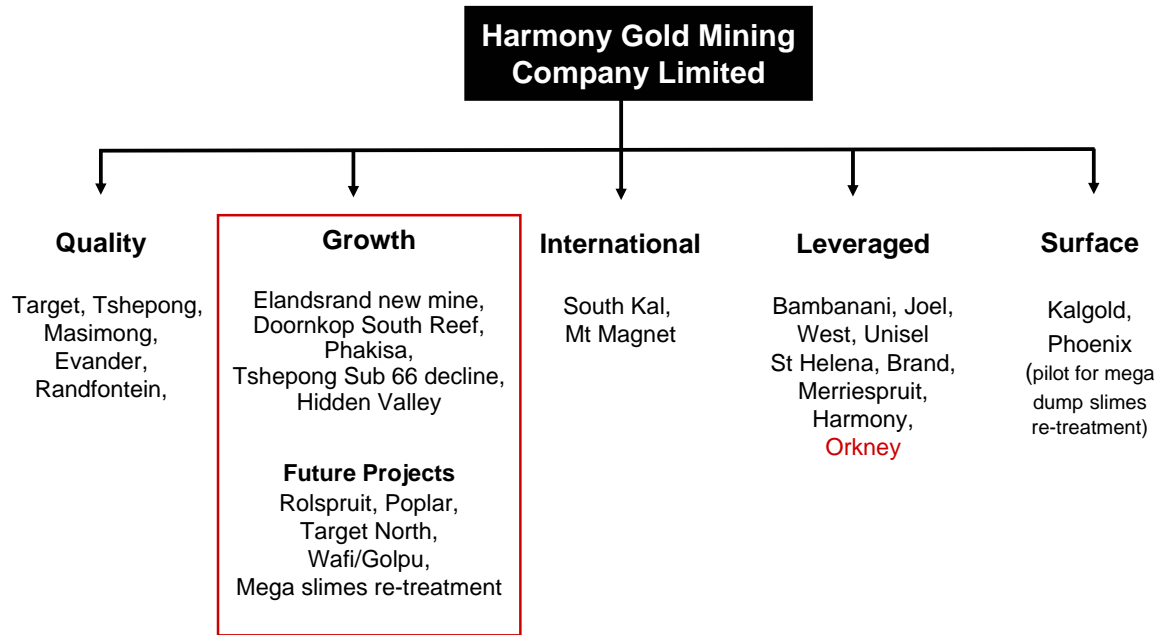 Harmony Gold Mining
Company Limited
Quality
Target, Tshepong,
Masimong,
Evander,
Randfontein,
Growth
Elandsrand new mine,
Doornkop South Reef,
Phakisa,
Tshepong Sub 66 decline,
Hidden Valley
Future Projects
Rolspruit, Poplar,
Target North,
Wafi/Golpu,
Mega slimes re-treatment
International
South Kal,
Mt Magnet
Leveraged
Bambanani, Joel,
West, Unisel
St Helena, Brand,
Merriespruit,
Harmony,
Orkney
Surface
Kalgold,
Phoenix
(pilot for mega
dump slimes
re-treatment)